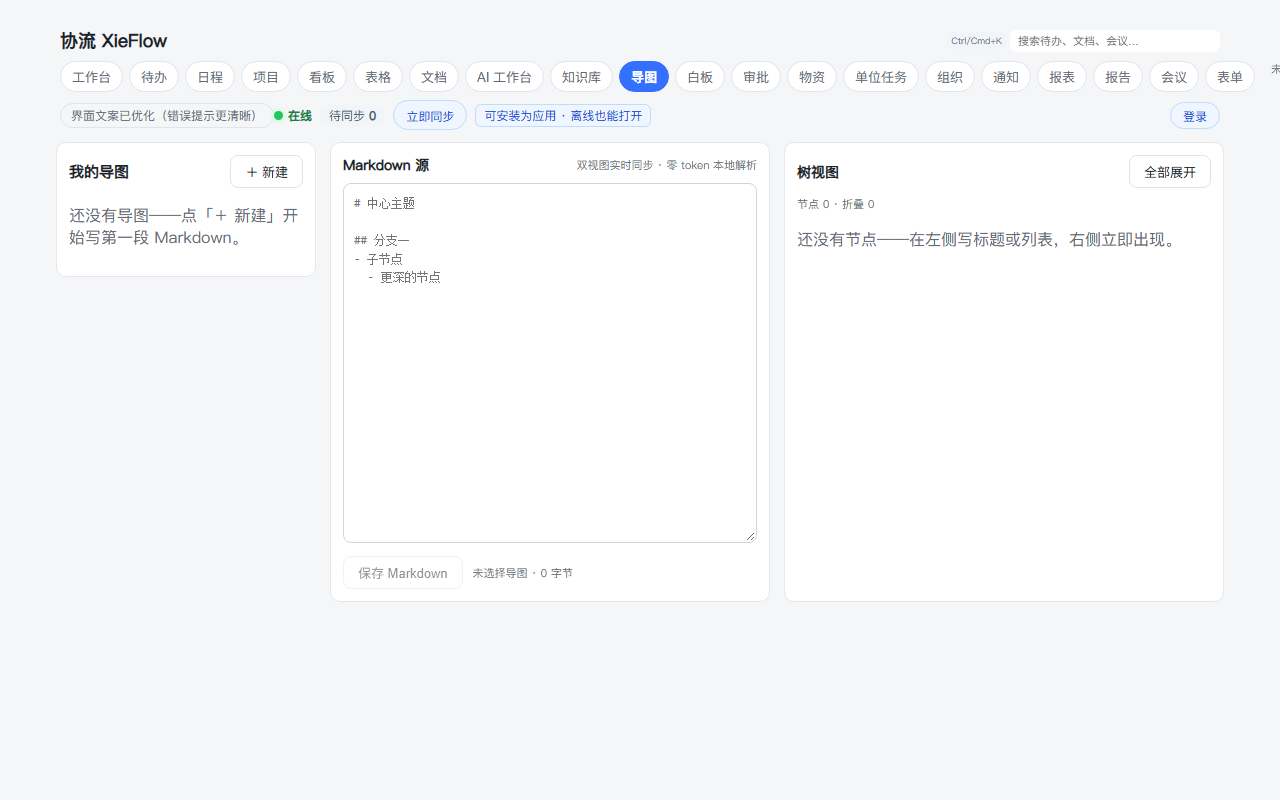 协流 XieFlow
Ctrl/Cmd+K 搜索待办、文档、会议…
工作台 待办 日程 项目 看板 表格 文档 AI 工作台 知识库 导图 白板 审批 物资 单位任务 组织 通知 报表 报告 会议 表单 未
界面文案已优化（错误提示更清晰） 在线 待同步 0 立即同步 可安装为应用 · 离线也能打开 登录
我的导图 ＋ 新建
还没有导图——点「＋ 新建」开
始写第一段 Markdown。
Markdown 源 双视图实时同步 · 零 token 本地解析
# 中心主题
## 分支一
- 子节点
- 更深的节点
保存 Markdown 未选择导图 · 0 字节
树视图 全部展开
节点 0 · 折叠 0
还没有节点——在左侧写标题或列表，右侧立即出现。